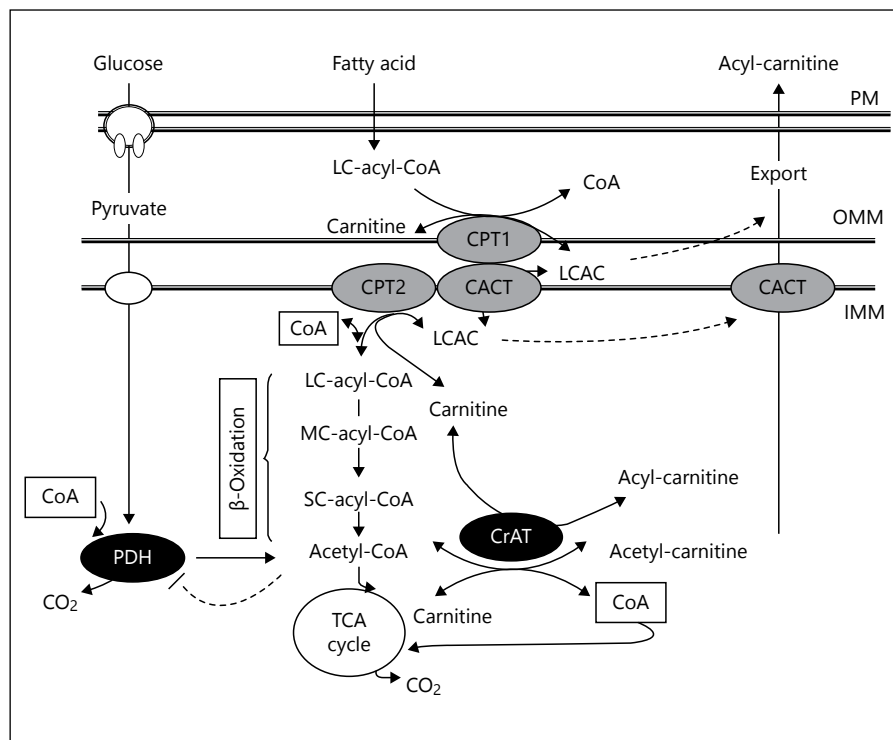 Glucose
Fatty acid
Acyl-carnitine
PM
LC-acyl-CoA
CoA
Export
Pyruvate
Carnitine
OMM
CPT1
LCAC
CPT2
CACT
CACT
IMM
CoA
LCAC
LC-acyl-CoA
Carnitine
β-Oxidation
MC-acyl-CoA
CoA
SC-acyl-CoA
Acyl-carnitine
CrAT
PDH
Acetyl-CoA
Acetyl-carnitine
CO₂
TCA
cycle
Carnitine
CoA
CO₂